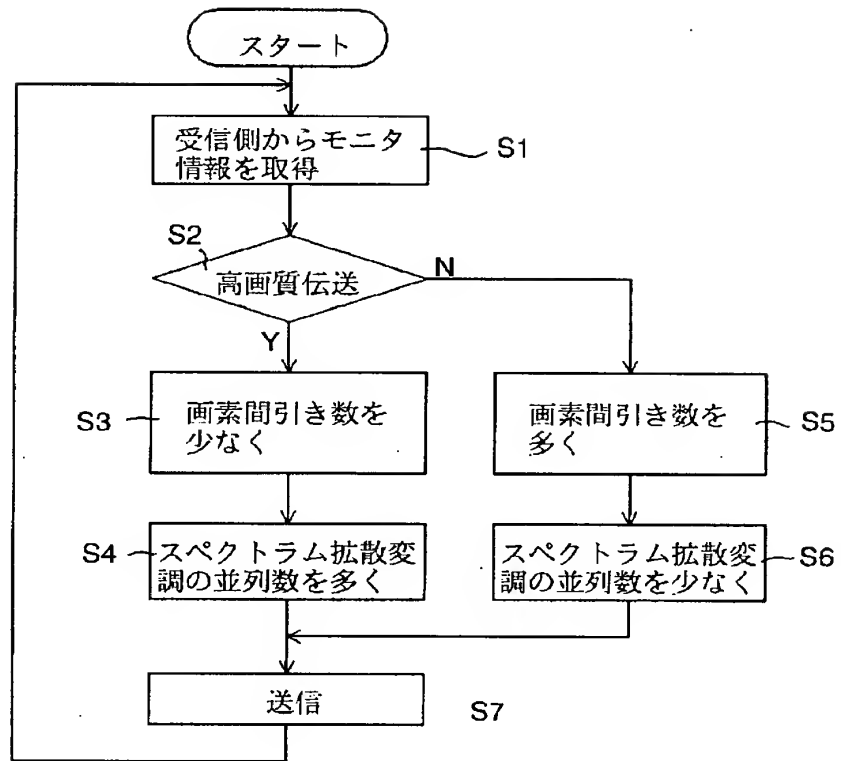 スタート
受信側からモニタ
情報を取得
S1
S2
高画質伝送
N
Y
S3
画素間引き数を
少なく
画素間引き数を
多く
S5
S4
スペクトラム拡散変
調の並列数を多く
スペクトラム拡散変
調の並列数を少なく
S6
送信
S7